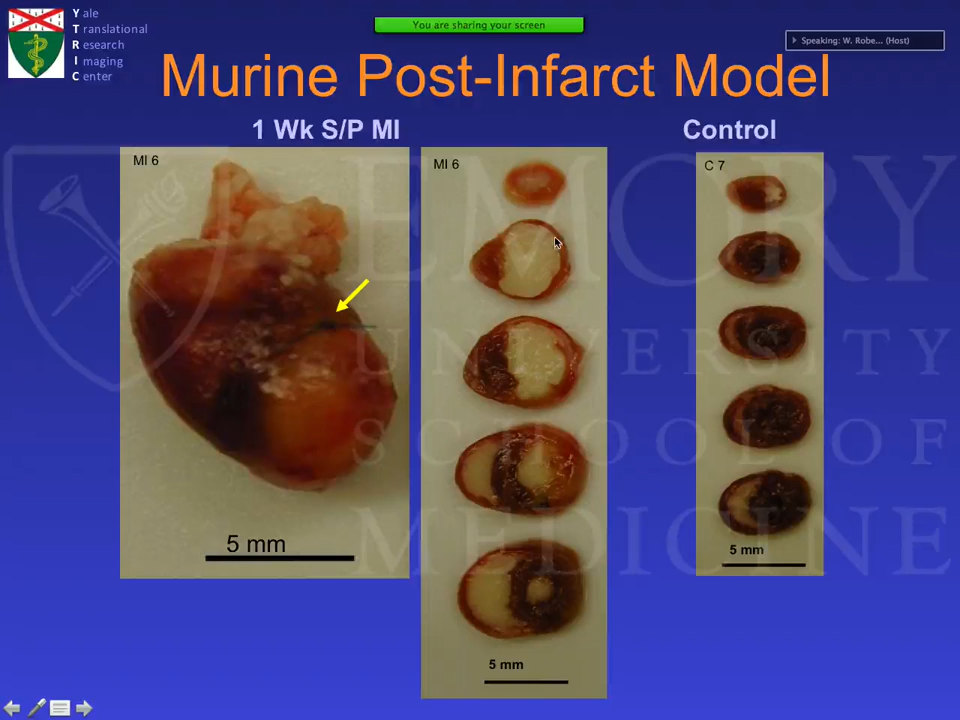 Y ale
T ranslational
R esearch
I maging
C enter
You are sharing your screen
Speaking: W. Robe... (Host)
Murine Post-Infarct Model
1 Wk S/P MI
Control
MI 6
MI 6
C 7
5 mm
5 mm
5 mm
EMORY
UNIVERSITY
SCHOOL OF
MEDICINE